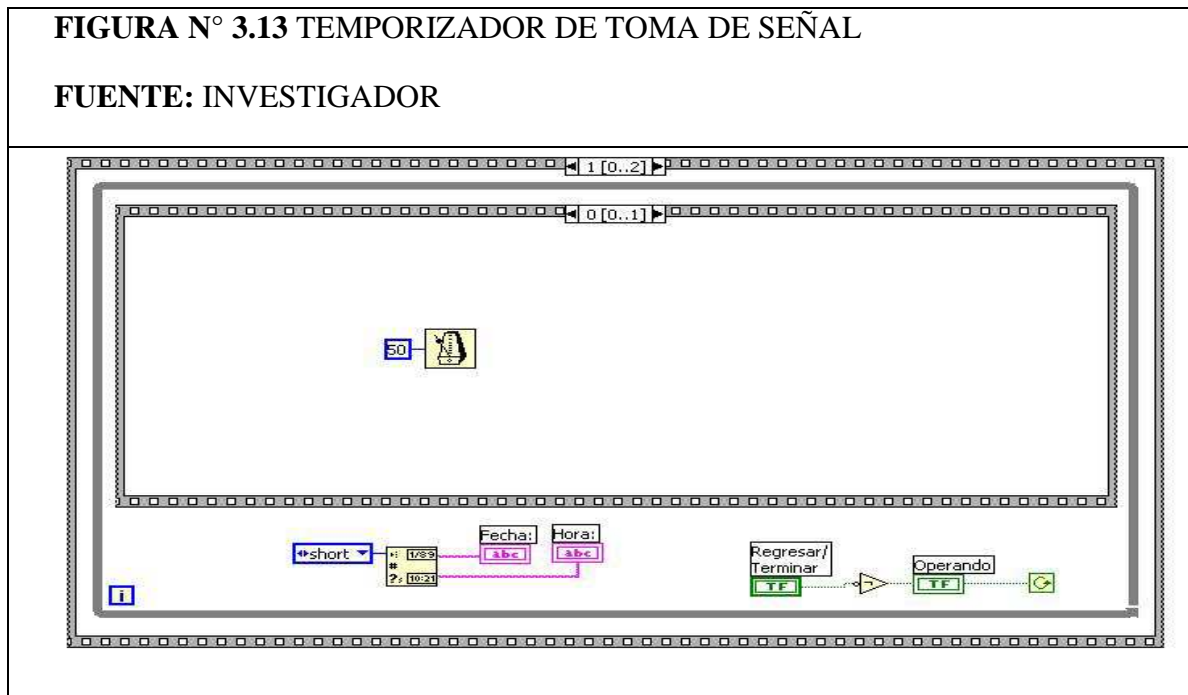 FIGURA N° 3.13 TEMPORIZADOR DE TOMA DE SEÑAL
FUENTE: INVESTIGADOR
1 [0..2]
0 [0..1]
50
short
1/89
10:21
Fecha:
abc
Hora:
abc
Regresar/
Terminar
TF
Operando
TF
i